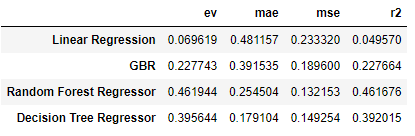 ev mae mse r2
Linear Regression 0.069619 0.481157 0.233320 0.049570
GBR 0.227743 0.391535 0.189600 0.227664
Random Forest Regressor 0.461944 0.254504 0.132153 0.461676
Decision Tree Regressor 0.395644 0.179104 0.149254 0.392015